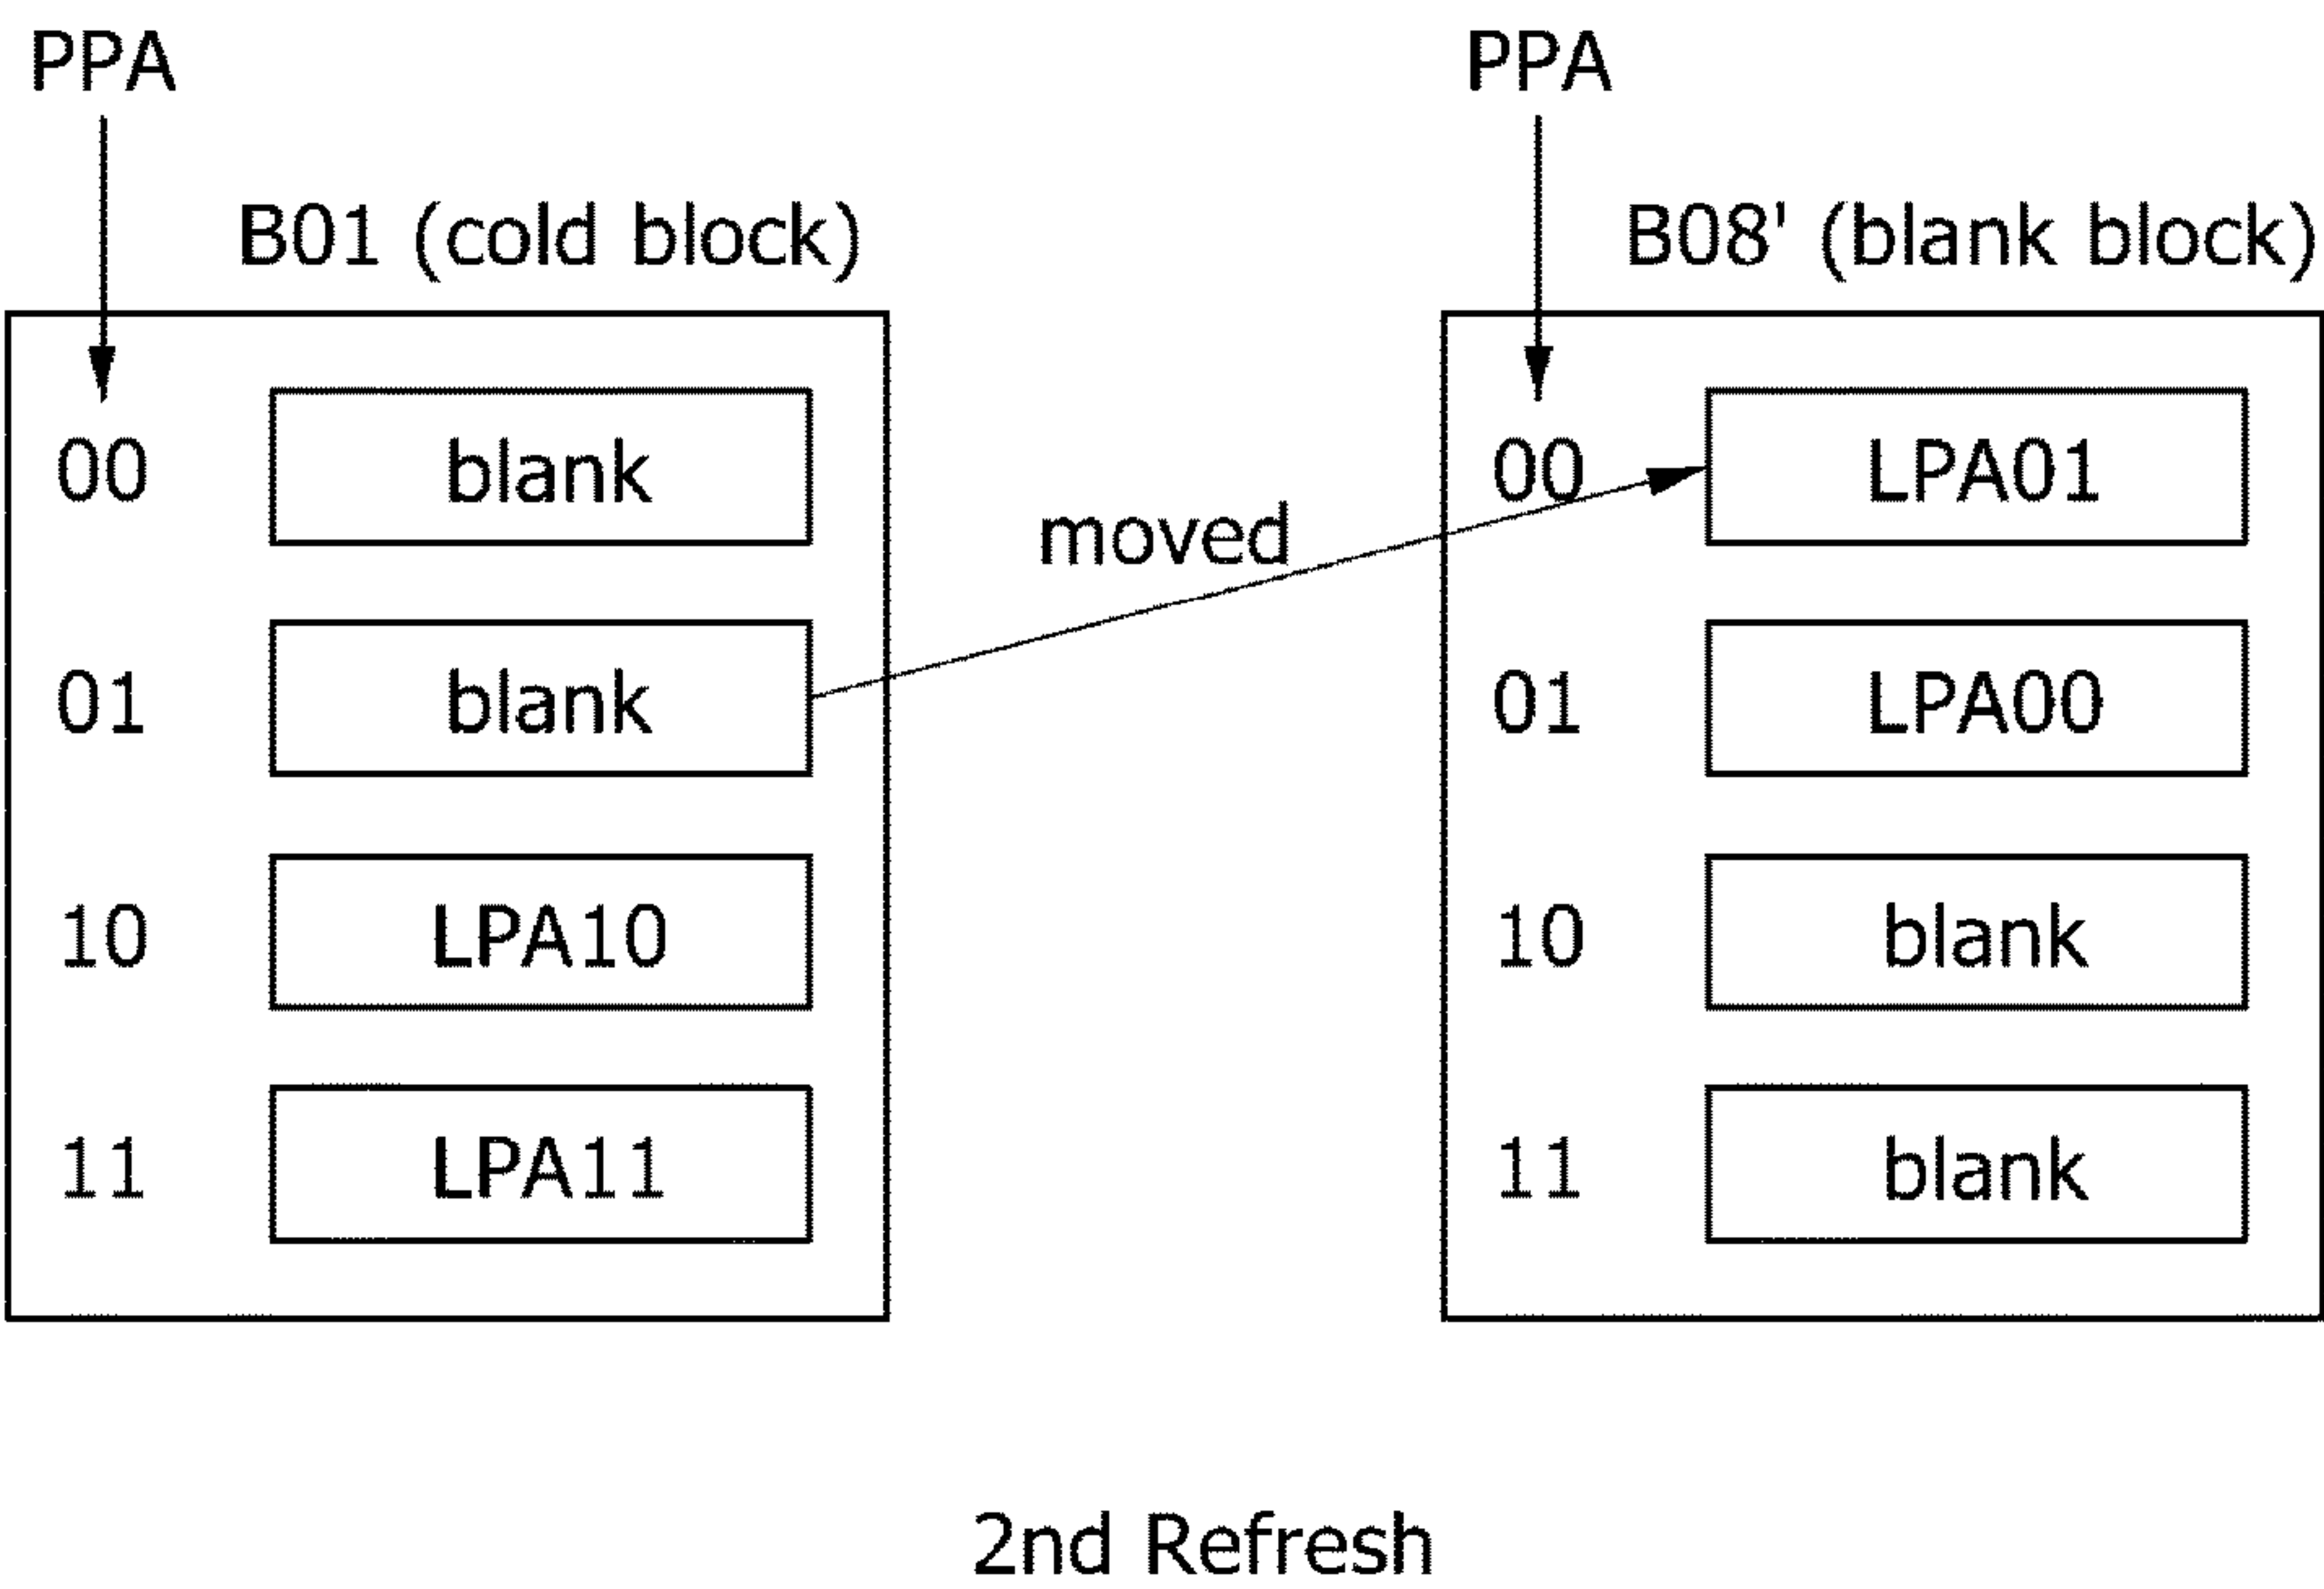 PPA
B01 (cold block)
00 blank
01 blank
10 LPA10
11 LPA11
moved
PPA
B08' (blank block)
00 LPA01
01 LPA00
10 blank
11 blank
2nd Refresh